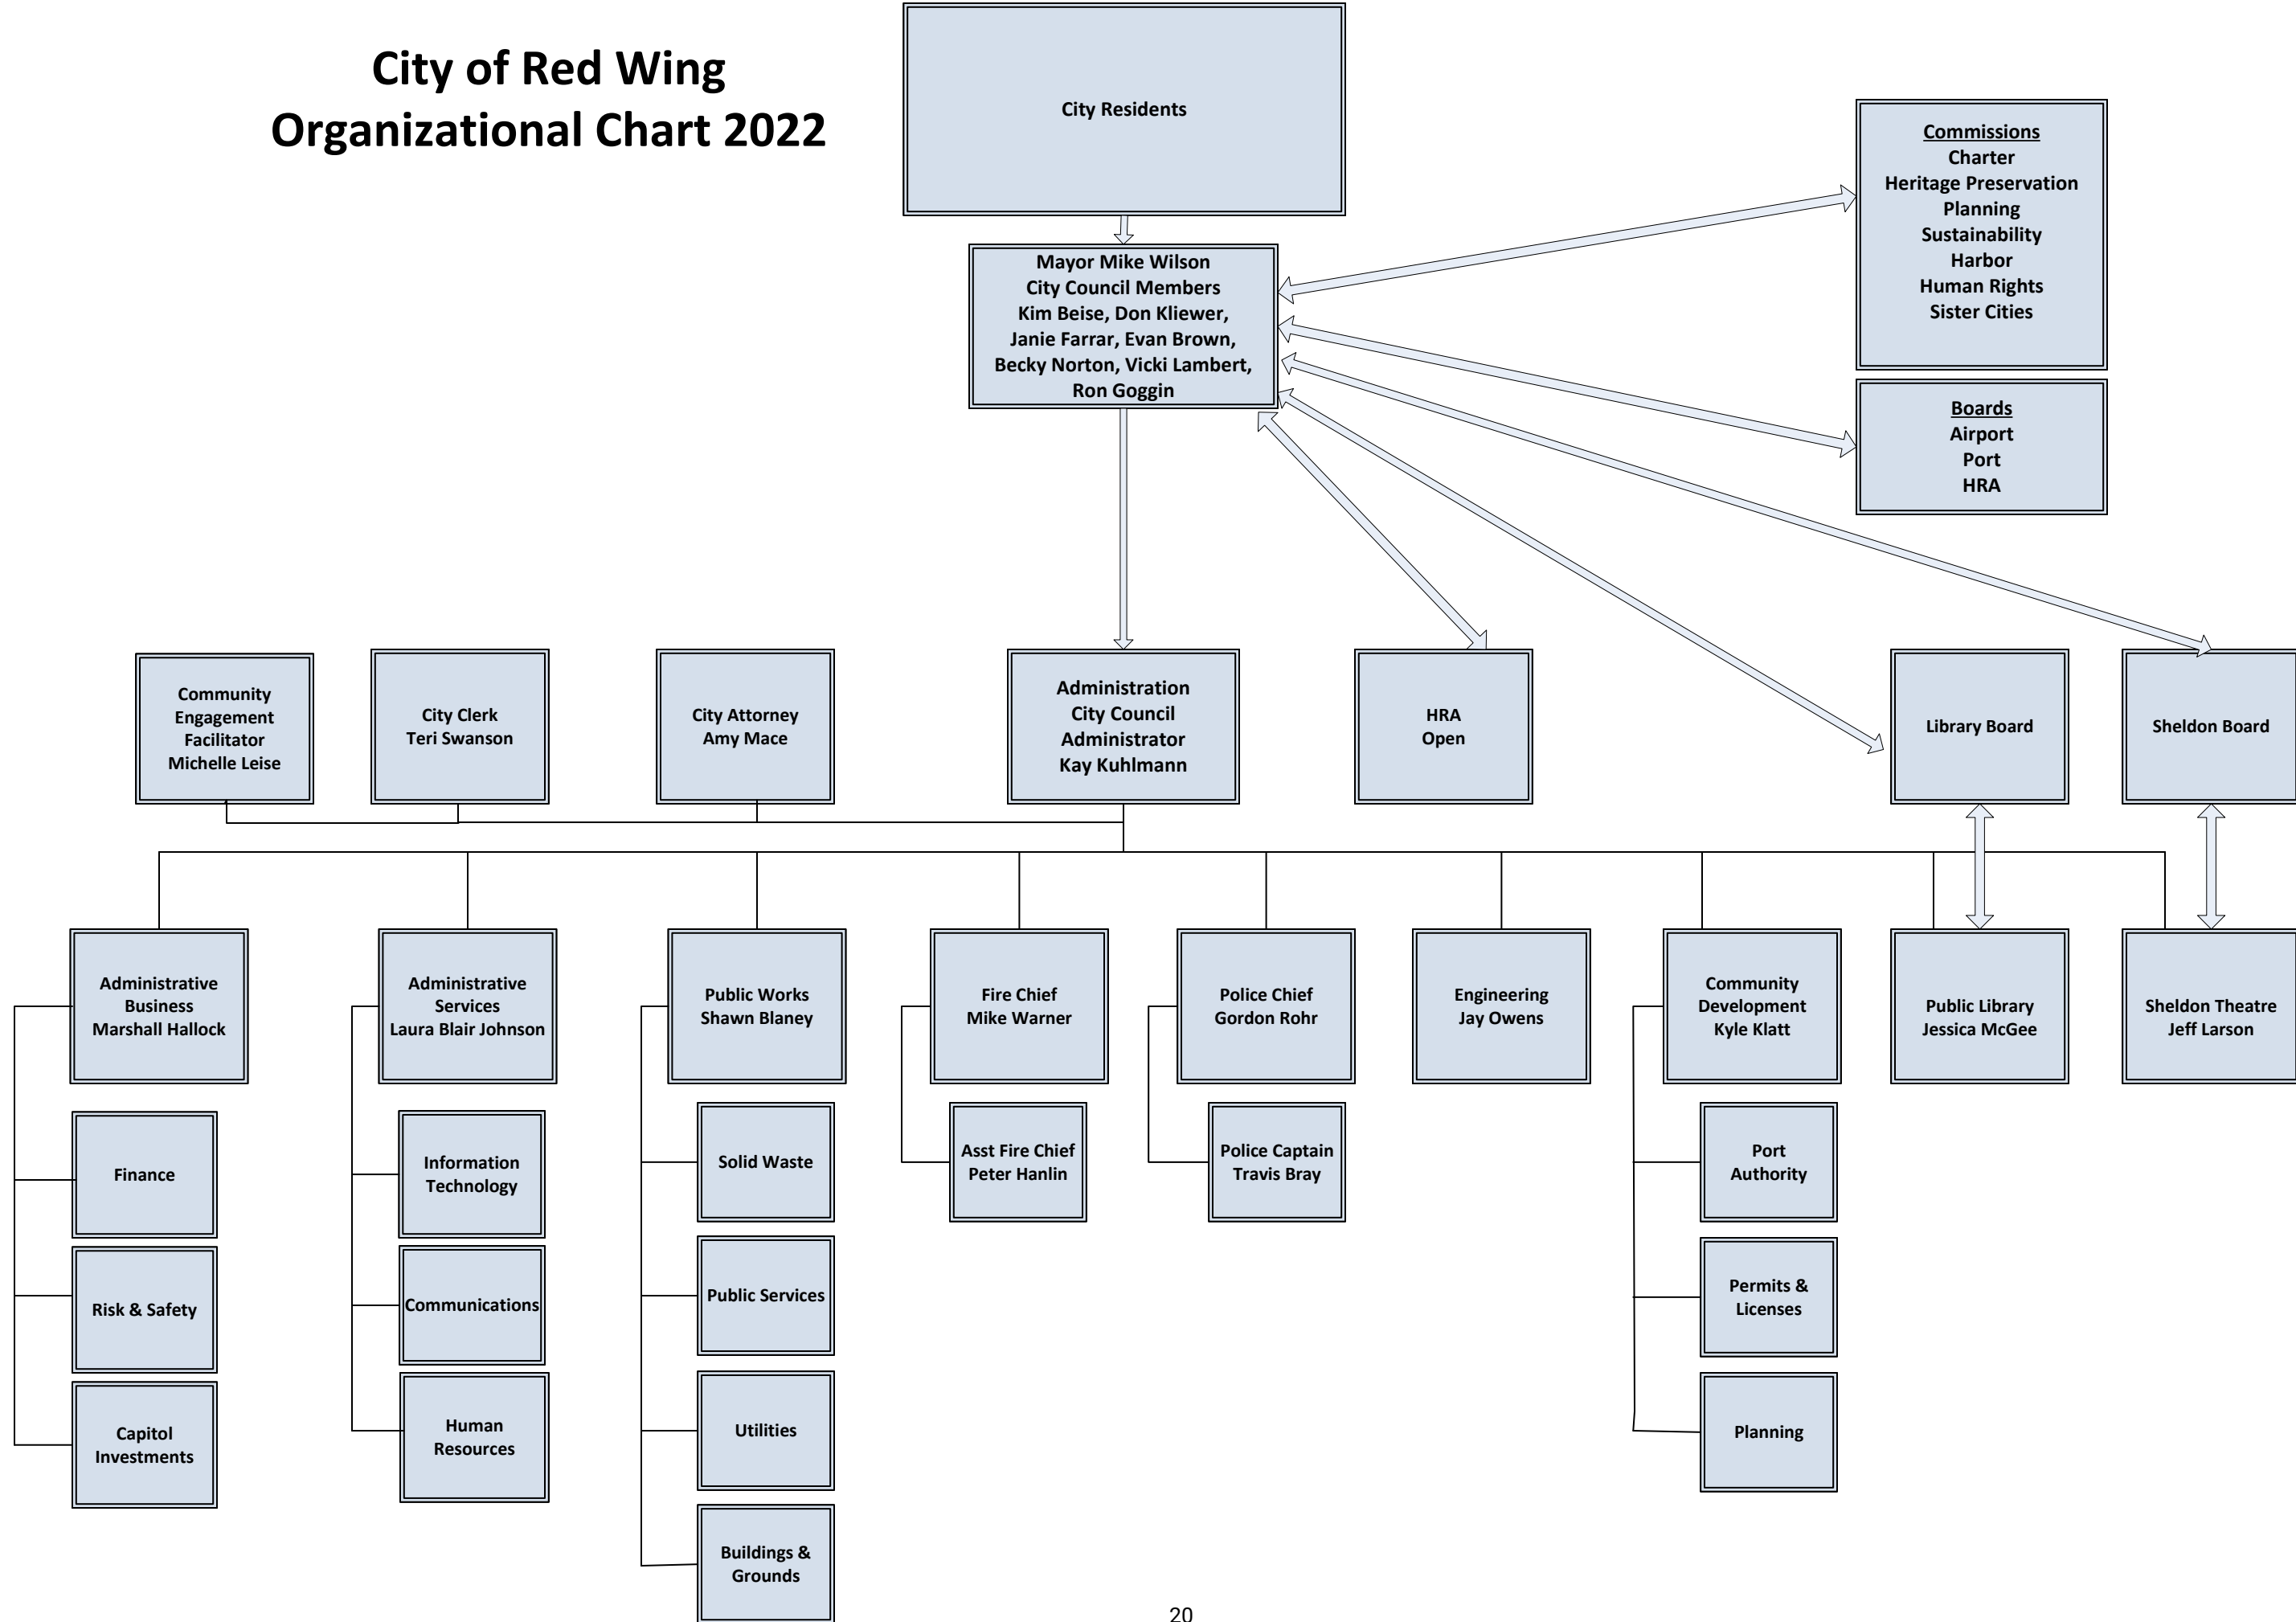 City of Red Wing
Organizational Chart 2022
City Residents
Commissions
Charter
Heritage Preservation
Planning
Sustainability
Harbor
Human Rights
Sister Cities
Mayor Mike Wilson
City Council Members
Kim Beise, Don Kliewer,
Janie Farrar, Evan Brown,
Becky Norton, Vicki Lambert,
Ron Goggin
Boards
Airport
Port
HRA
Community
Engagement
Facilitator
Michelle Leise
City Clerk
Teri Swanson
City Attorney
Amy Mace
Administration
City Council
Administrator
Kay Kuhlmann
HRA
Open
Library Board
Sheldon Board
Administrative
Business
Marshall Hallock
Administrative
Services
Laura Blair Johnson
Public Works
Shawn Blaney
Fire Chief
Mike Warner
Police Chief
Gordon Rohr
Engineering
Jay Owens
Community
Development
Kyle Klatt
Public Library
Jessica McGee
Sheldon Theatre
Jeff Larson
Finance
Risk & Safety
Capitol
Investments
Information
Technology
Communications
Human
Resources
Solid Waste
Public Services
Utilities
Buildings &
Grounds
Asst Fire Chief
Peter Hanlin
Police Captain
Travis Bray
Port
Authority
Permits &
Licenses
Planning
20